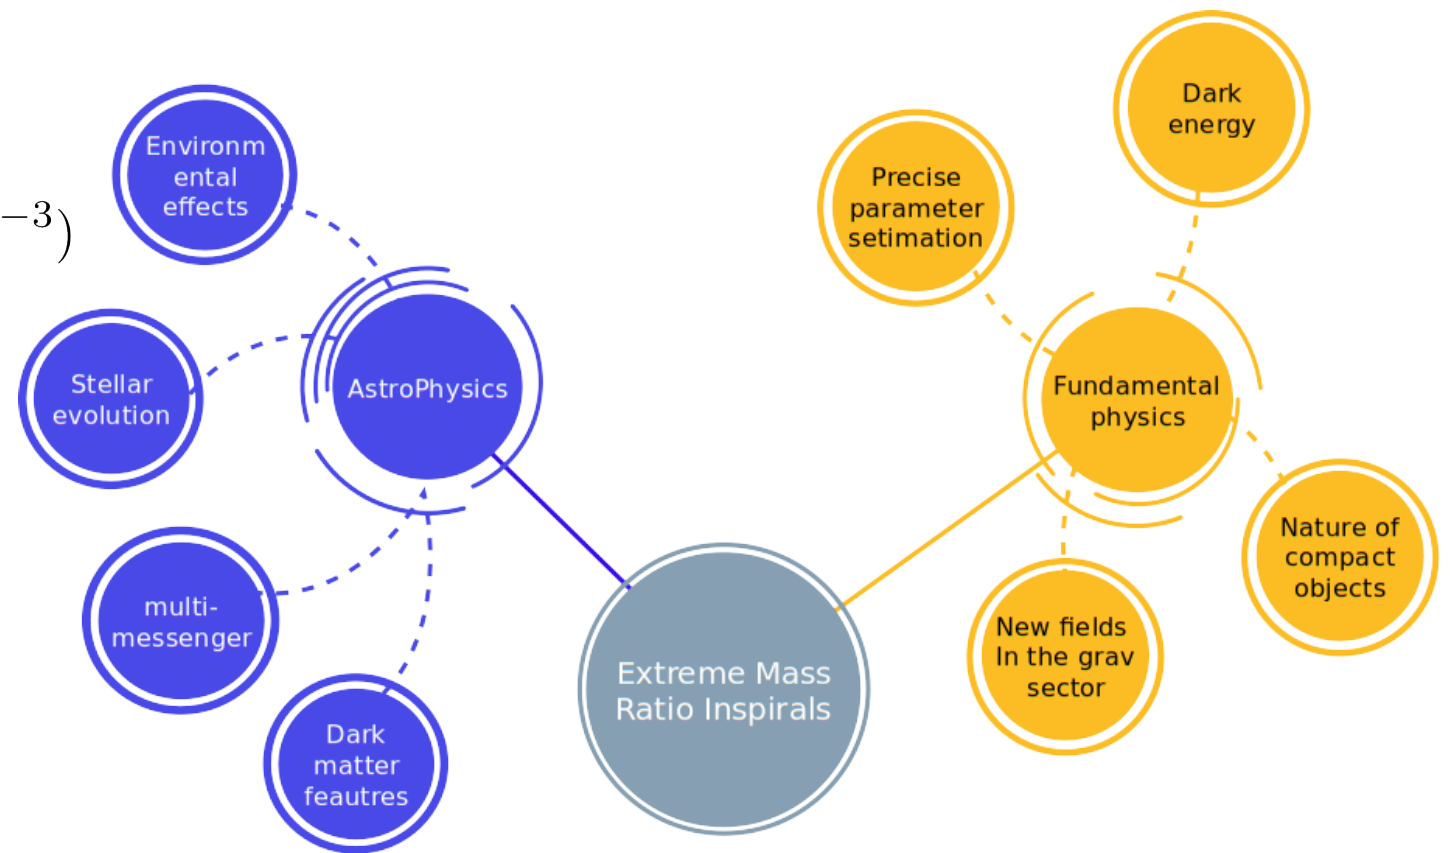 Environm
ental
effects
−3)
Stellar
evolution
AstroPhysics
multi-
messenger
Dark
matter
feautres
Extreme Mass
Ratio Inspirals
Precise
parameter
setimation
Dark
energy
Fundamental
physics
Nature of
compact
objects
New fields
In the grav
sector